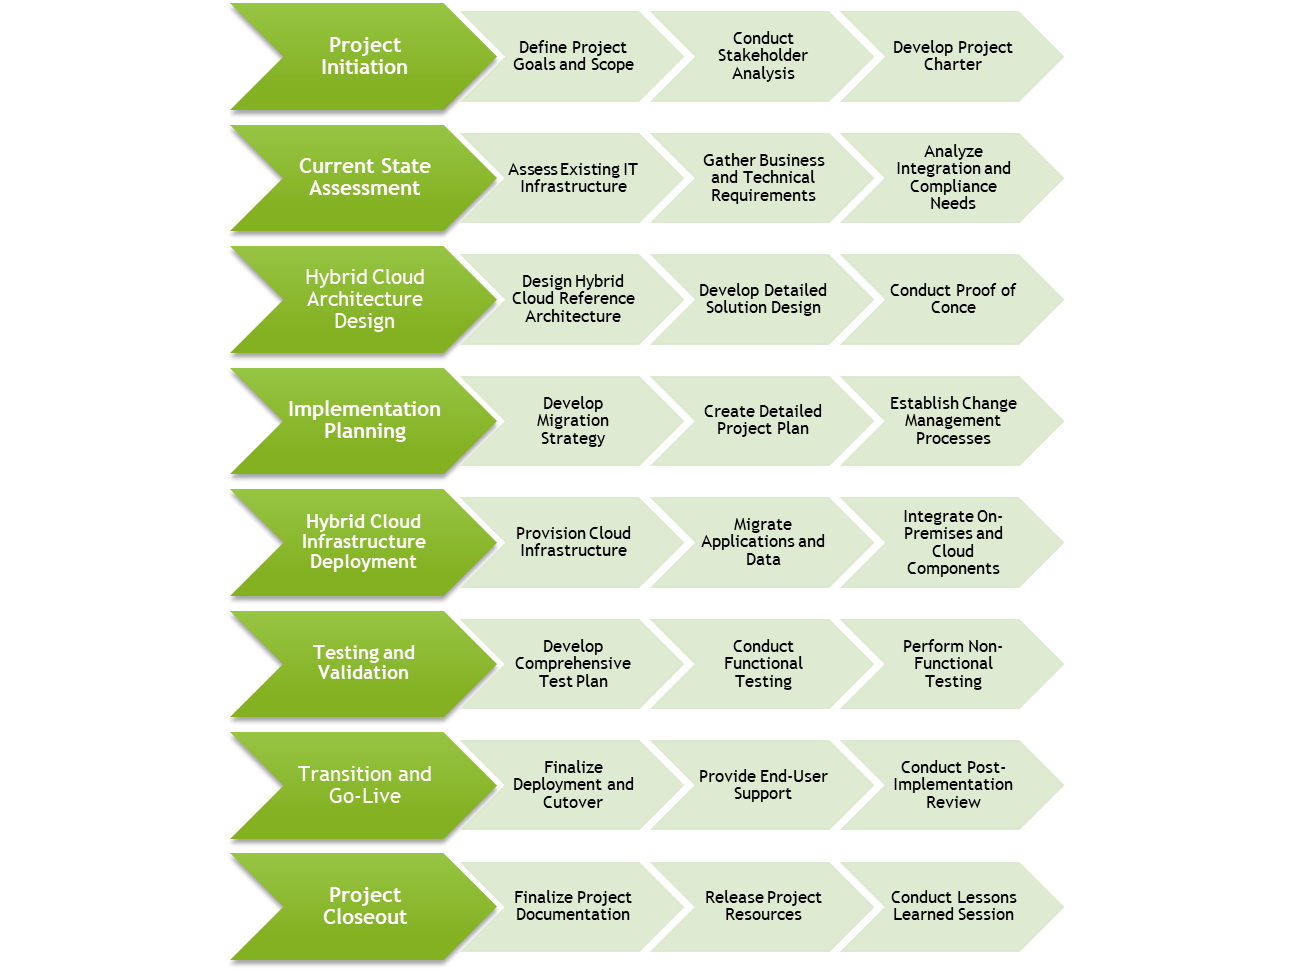 Project
Initiation
Define Project
Goals and Scope
Conduct
Stakeholder
Analysis
Develop Project
Charter
Current State
Assessment
Assess Existing IT
Infrastructure
Gather Business
and Technical
Requirements
Analyze
Integration and
Compliance
Needs
Hybrid Cloud
Architecture
Design
Design Hybrid
Cloud Reference
Architecture
Develop Detailed
Solution Design
Conduct Proof of
Conce
Implementation
Planning
Develop
Migration
Strategy
Create Detailed
Project Plan
Establish Change
Management
Processes
Hybrid Cloud
Infrastructure
Deployment
Provision Cloud
Infrastructure
Migrate
Applications and
Data
Integrate On-
Premises and
Cloud
Components
Testing and
Validation
Develop
Comprehensive
Test Plan
Conduct
Functional
Testing
Perform Non-
Functional
Testing
Transition and
Go-Live
Finalize
Deployment and
Cutover
Provide End-User
Support
Conduct Post-
Implementation
Review
Project
Closeout
Finalize Project
Documentation
Release Project
Resources
Conduct Lessons
Learned Session